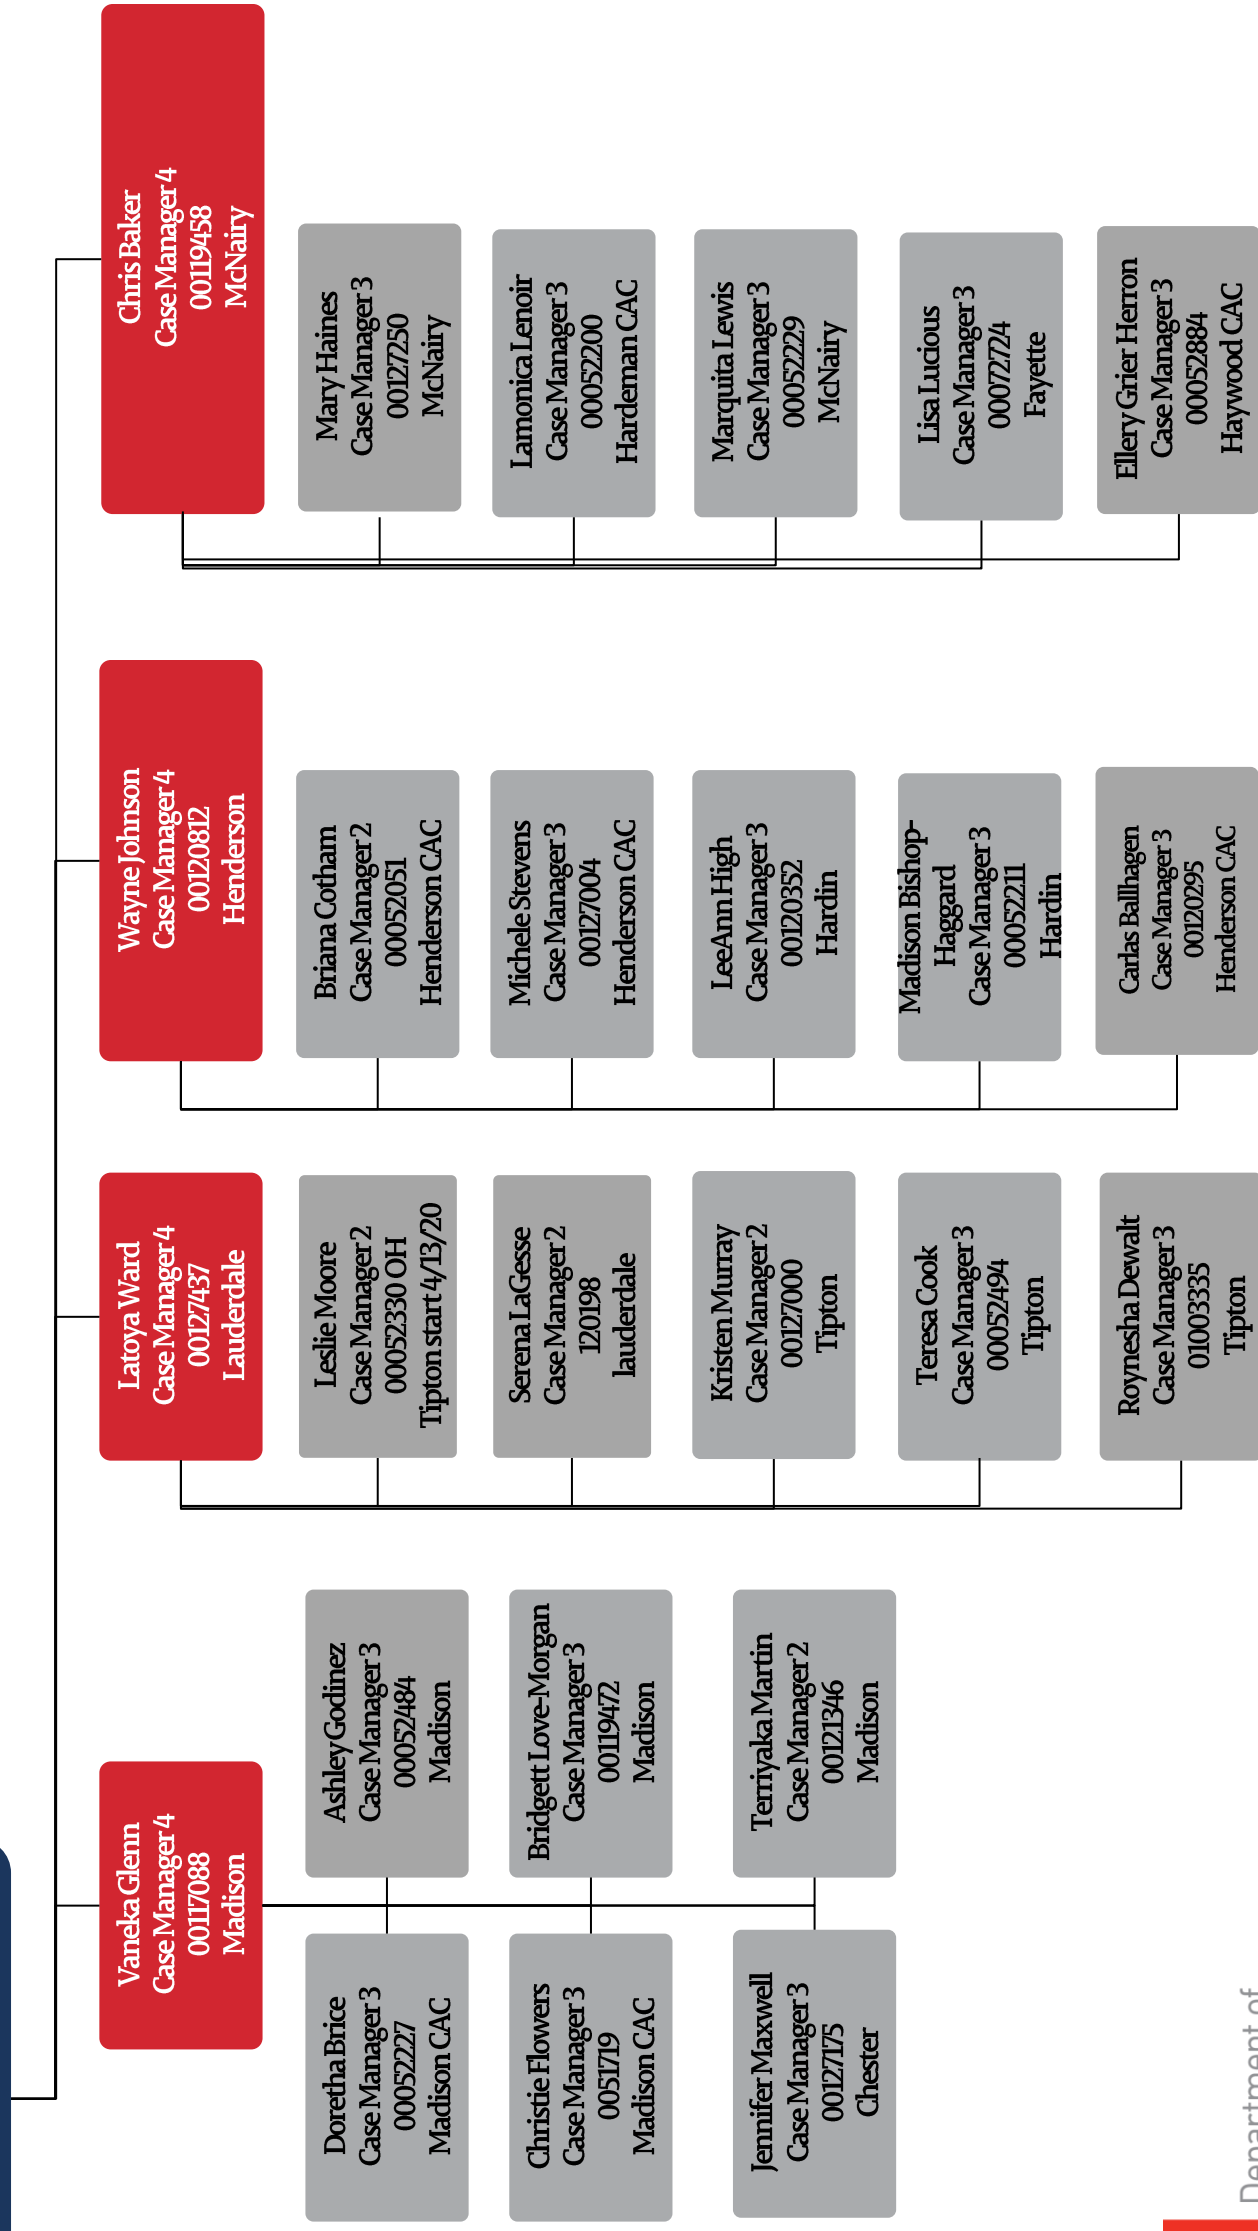 Vaneka Glenn
Case Manager 4
00117088
Madison
Doretha Brice
Case Manager 3
00052227
Madison CAC
Ashley Godinez
Case Manager 3
00052484
Madison
Christie Flowers
Case Manager 3
0051719
Madison CAC
Bridgett Love-Morgan
Case Manager 3
00119472
Madison
Jennifer Maxwell
Case Manager 3
00127175
Chester
Terriyaka Martin
Case Manager 2
00121346
Madison
Latoya Ward
Case Manager 4
00127437
Lauderdale
Leslie Moore
Case Manager 2
00052330 OH
Tipton start 4/13/20
Serena LaGesse
Case Manager 2
120198
lauderdale
Kristen Murray
Case Manager 2
00127000
Tipton
Teresa Cook
Case Manager 3
00052494
Tipton
Roynesha Dewalt
Case Manager 3
01003335
Tipton
Wayne Johnson
Case Manager 4
00120812
Henderson
Briana Cotham
Case Manager 2
00052051
Henderson CAC
Michele Stevens
Case Manager 3
00127004
Henderson CAC
LeeAnn High
Case Manager 3
00120352
Hardin
Madison Bishop-
Haggard
Case Manager 3
00052211
Hardin
Carlas Ballhagen
Case Manager 3
00120295
Henderson CAC
Chris Baker
Case Manager 4
00119458
McNairy
Mary Haines
Case Manager 3
00127250
McNairy
Lamonica Lenoir
Case Manager 3
00052200
Hardeman CAC
Marquita Lewis
Case Manager 3
00052229
McNairy
Lisa Lucious
Case Manager 3
00072724
Fayette
Ellery Grier Herron
Case Manager 3
00052884
Haywood CAC
Department of